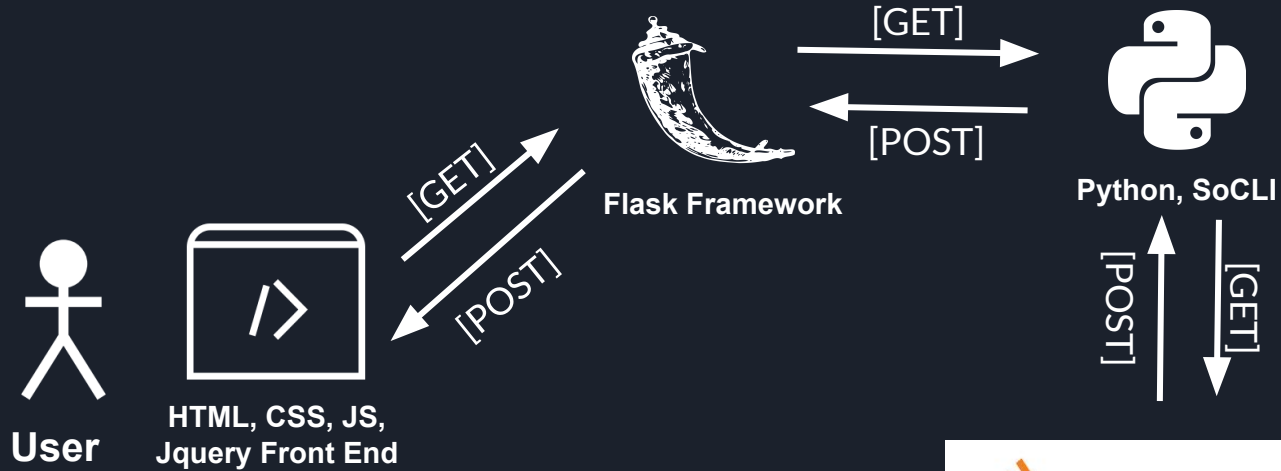 [GET]
[POST]
[GET]
[POST]
Flask Framework
Python, SoCLI
[POST]
[GET]
/>
User
HTML, CSS, JS,
Jquery Front End